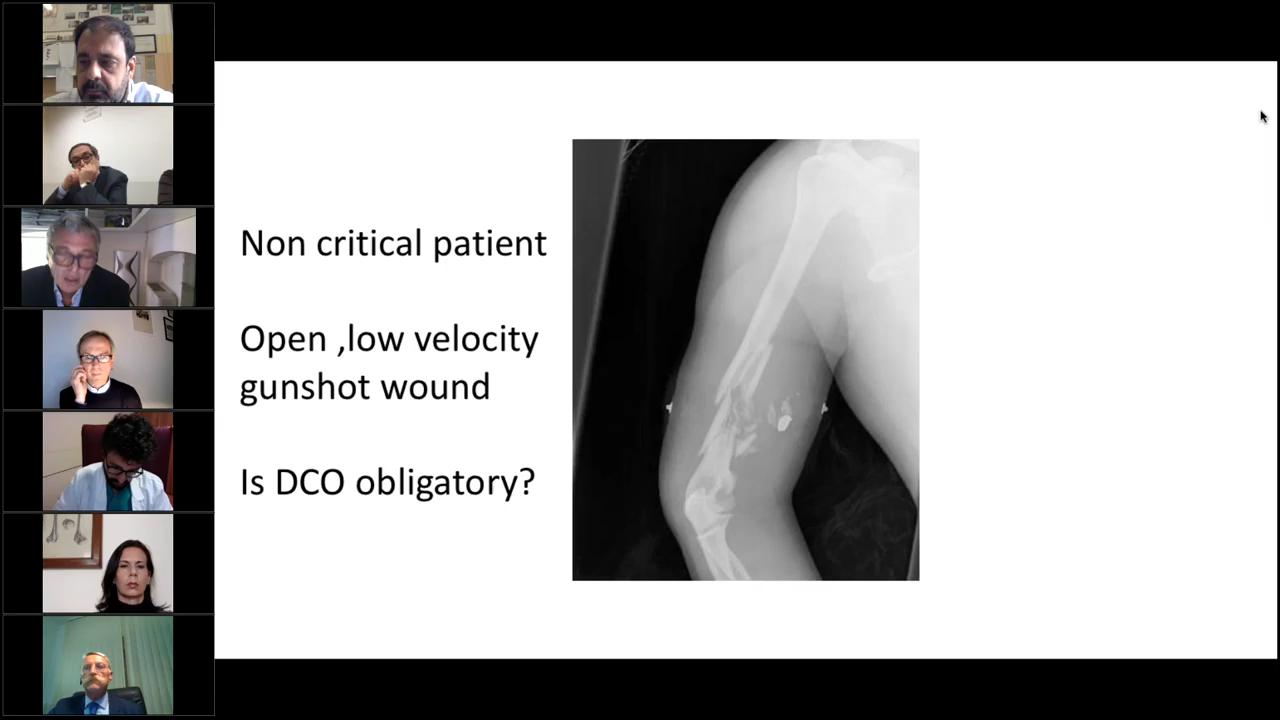 Non critical patient
Open ,low velocity
gunshot wound
Is DCO obligatory?